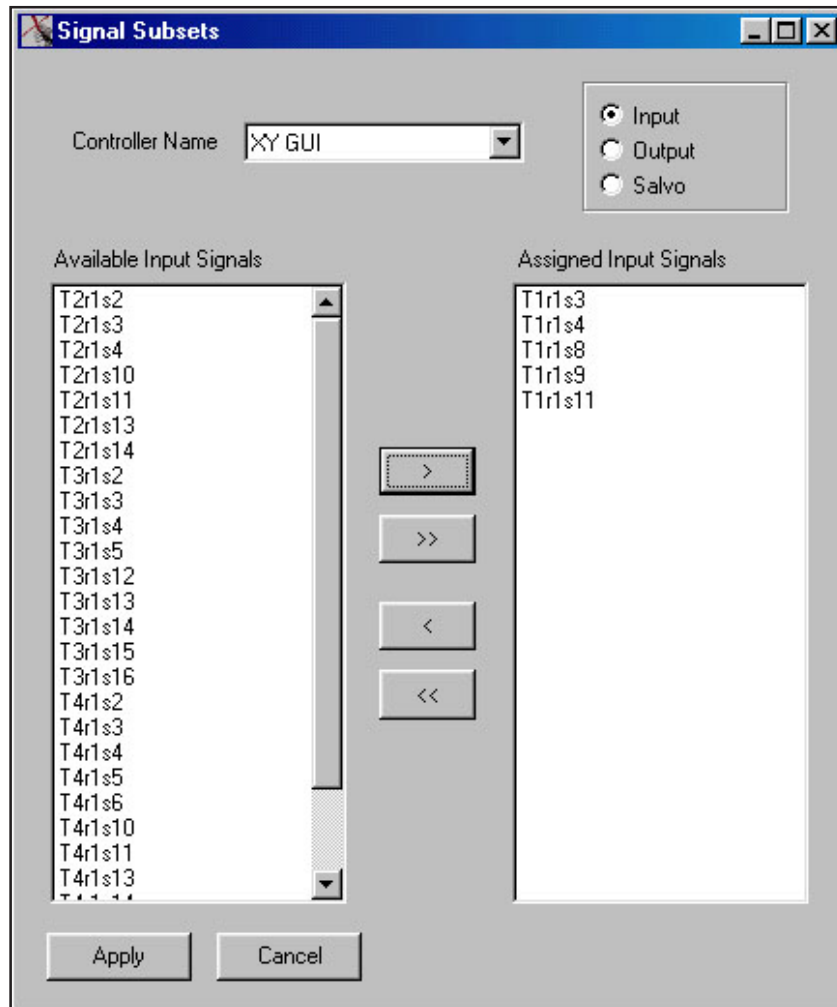 Signal Subsets
Controller Name
XY GUI
Input
Output
Salvo
Available Input Signals
T2r1s2
T2r1s3
T2r1s4
T2r1s10
T2r1s11
T2r1s13
T2r1s14
T3r1s2
T3r1s3
T3r1s4
T3r1s5
T3r1s12
T3r1s13
T3r1s14
T3r1s15
T3r1s16
T4r1s2
T4r1s3
T4r1s4
T4r1s5
T4r1s6
T4r1s10
T4r1s11
T4r1s13
>
>>
<
<<
Assigned Input Signals
T1r1s3
T1r1s4
T1r1s8
T1r1s9
T1r1s11
Apply
Cancel